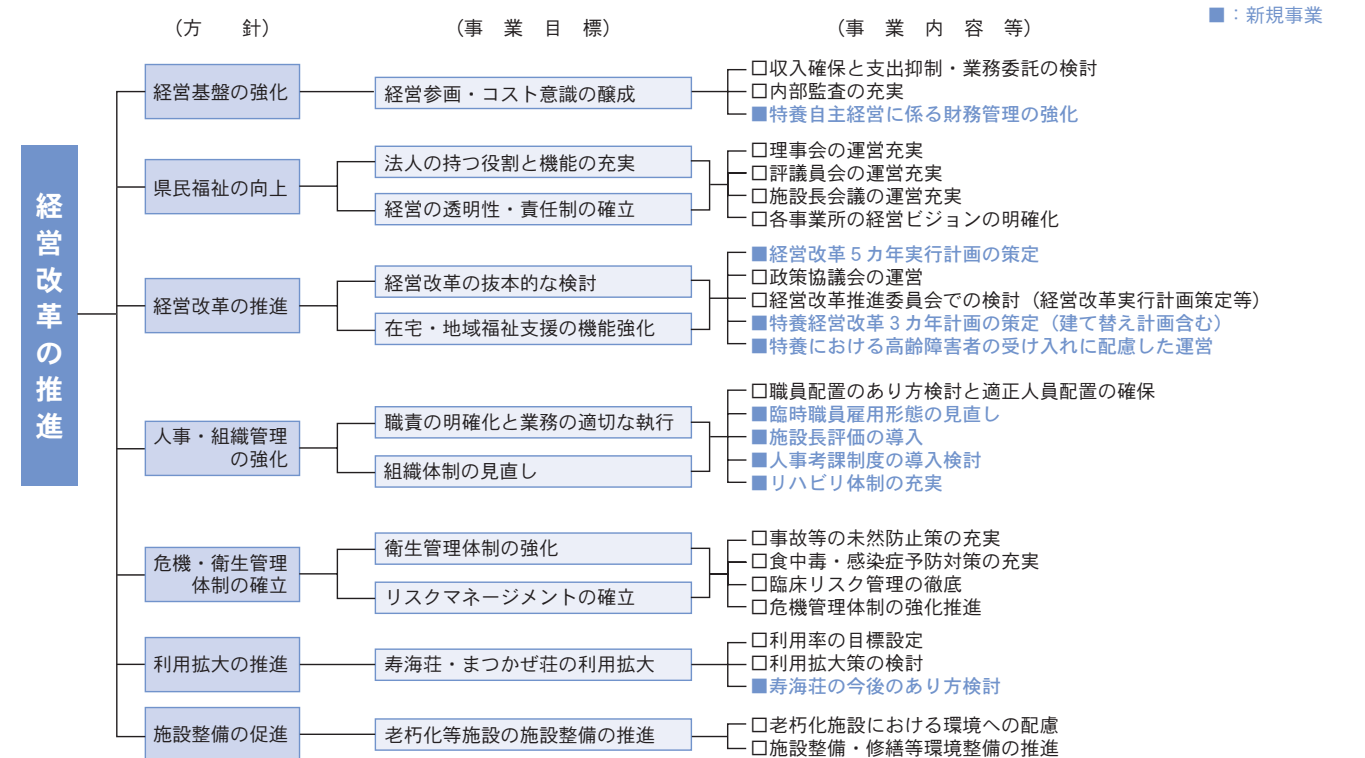 ■：新規事業
（方　針）
（事 業 目 標）
（事 業 内 容 等）
経営改革の推進
経営基盤の強化
経営参画・コスト意識の醸成
□収入確保と支出抑制・業務委託の検討
□内部監査の充実
■特養自主経営に係る財務管理の強化
県民福祉の向上
法人の持つ役割と機能の充実
経営の透明性・責任制の確立
□理事会の運営充実
□評議員会の運営充実
□施設長会議の運営充実
□各事業所の経営ビジョンの明確化
経営改革の推進
経営改革の抜本的な検討
在宅・地域福祉支援の機能強化
■経営改革５カ年実行計画の策定
□政策協議会の運営
□経営改革推進委員会での検討（経営改革実行計画策定等）
■特養経営改革３カ年計画の策定（建て替え計画含む）
■特養における高齢障害者の受け入れに配慮した運営
人事・組織管理
の強化
職責の明確化と業務の適切な執行
組織体制の見直し
□職員配置のあり方検討と適正人員配置の確保
■臨時職員雇用形態の見直し
■施設長評価の導入
■人事考課制度の導入検討
■リハビリ体制の充実
危機・衛生管理
体制の確立
衛生管理体制の強化
リスクマネージメントの確立
□事故等の未然防止策の充実
□食中毒・感染症予防対策の充実
□臨床リスク管理の徹底
□危機管理体制の強化推進
利用拡大の推進
寿海荘・まつかぜ荘の利用拡大
□利用率の目標設定
□利用拡大策の検討
■寿海荘の今後のあり方検討
施設整備の促進
老朽化等施設の施設整備の推進
□老朽化施設における環境への配慮
□施設整備・修繕等環境整備の推進